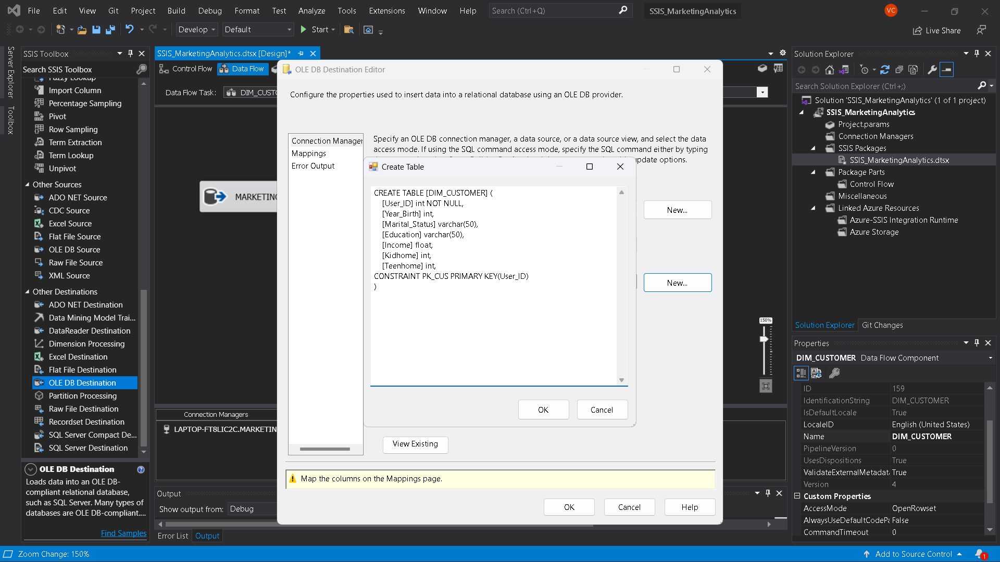 File Edit View Git Project Build Debug Format Test Analyze Tools Extensions Window Help Search (Ctrl+Q) SSIS_MarketingAnalytics VC
Develop Default Start Live Share
Server Explorer
Toolbox
SSIS Toolbox
Search SSIS Toolbox
Fuzzy Lookup
Import Column
Percentage Sampling
Pivot
Row Sampling
Term Extraction
Term Lookup
Unpivot
Other Sources
ADO NET Source
CDC Source
Excel Source
Flat File Source
OLE DB Source
Raw File Source
XML Source
Other Destinations
ADO NET Destination
Data Mining Model Trai...
DataReader Destination
Dimension Processing
Excel Destination
Flat File Destination
OLE DB Destination
Partition Processing
Raw File Destination
Recordset Destination
SQL Server Compact De...
SQL Server Destination
OLE DB Destination
Loads data into an OLE DB-
compliant relational database,
such as SQL Server. Many types of
databases are OLE DB-compliant....
Find Samples
SSIS_MarketingAnalytics.dtsx [Design]*
Control Flow Data Flow
Data Flow Task: DIM_CUSTO
MARKETING
Connection Managers
LAPTOP-FT8LIC2C.MARKETIN
Output
Show output from: Debug
Error List Output
OLE DB Destination Editor
Configure the properties used to insert data into a relational database using an OLE DB provider.
Connection Manager
Mappings
Error Output
Specify an OLE DB connection manager, a data source, or a data source view, and select the data
access mode. If using the SQL command access mode, specify the SQL command either by typing
update options.
New...
New...
Create Table
CREATE TABLE [DIM_CUSTOMER] (
[User_ID] int NOT NULL,
[Year_Birth] int,
[Marital_Status] varchar(50),
[Education] varchar(50),
[Income] float,
[Kidhome] int,
[Teenhome] int,
CONSTRAINT PK_CUS PRIMARY KEY(User_ID)
)
OK Cancel
View Existing
Map the columns on the Mappings page.
OK Cancel Help
150%
Solution Explorer
Search Solution Explorer (Ctrl+;)
Solution 'SSIS_MarketingAnalytics' (1 of 1 project)
SSIS_MarketingAnalytics
Project.params
Connection Managers
SSIS Packages
SSIS_MarketingAnalytics.dtsx
Package Parts
Control Flow
Miscellaneous
Linked Azure Resources
Azure-SSIS Integration Runtime
Azure Storage
Solution Explorer Git Changes
Properties
DIM_CUSTOMER Data Flow Component
ID 159
IdentificationString DIM_CUSTOMER
IsDefaultLocale True
LocaleID English (United States)
Name DIM_CUSTOMER
PipelineVersion 0
UsesDispositions True
ValidateExternalMetadat True
Version 4
Custom Properties
AccessMode OpenRowset
AlwaysUseDefaultCodePa False
CommandTimeout 0
Zoom Change: 150% Add to Source Control 1